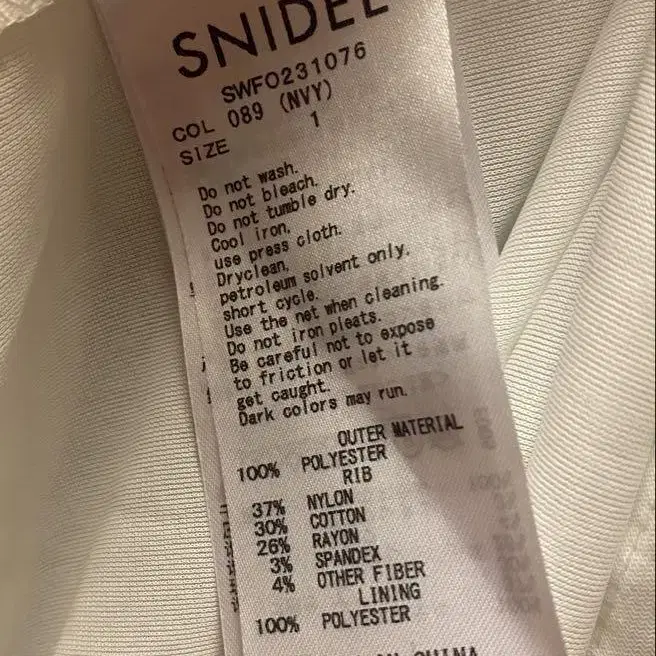 SNIDEL
SWFO231076
COL 089 (NVY)
SIZE 1
Do not wash.
Do not bleach.
Do not tumble dry.
Cool iron.
use press cloth.
Dryclean,
petroleum solvent only.
short cycle.
Use the net when cleaning.
Do not iron pleats.
Be careful not to expose
to friction or let it
get caught.
Dark colors may run.
OUTER MATERIAL
100% POLYESTER
RIB
37% NYLON
30% COTTON
26% RAYON
3% SPANDEX
4% OTHER FIBER
LINING
100% POLYESTER